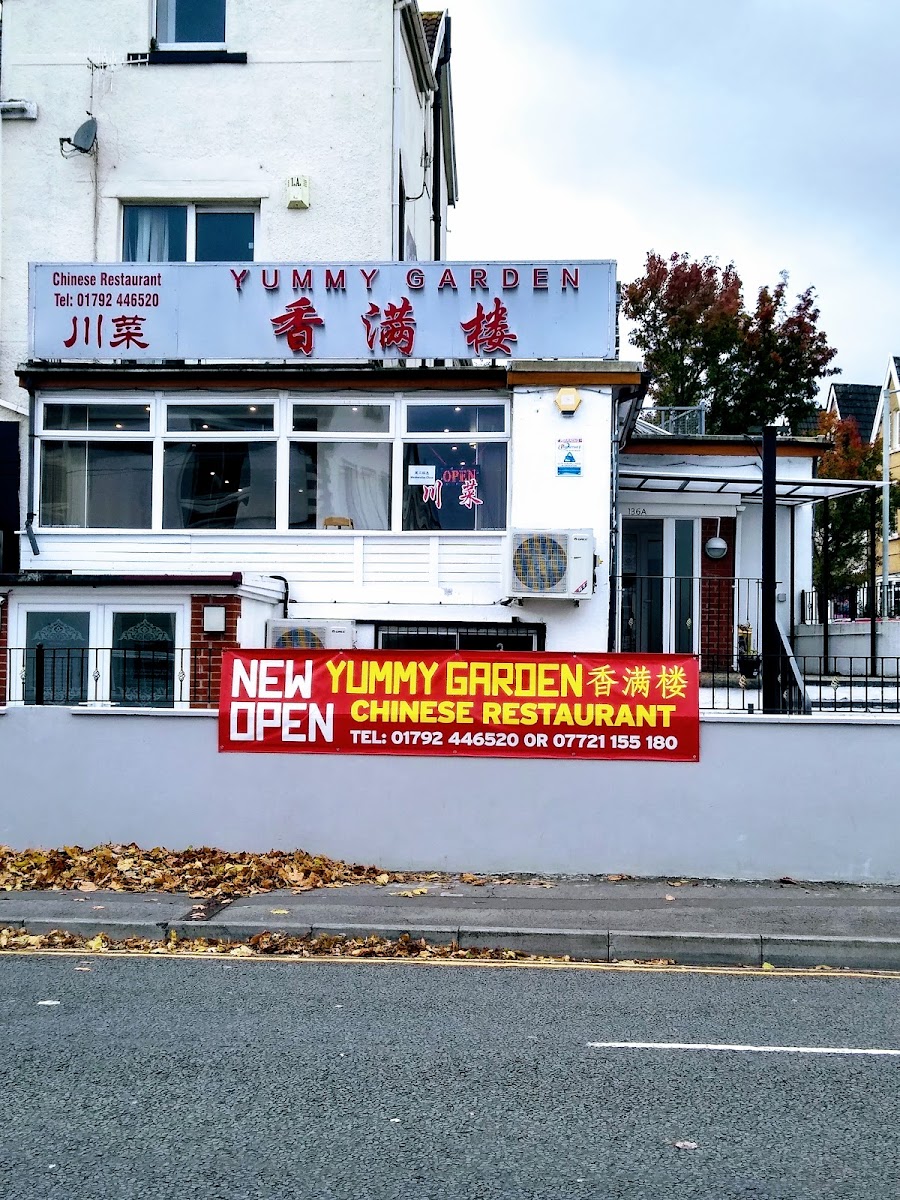 Chinese Restaurant
Tel: 01792 446520
川菜
YUMMY GARDEN
香满楼
OPEN
川菜
136A
NEW OPEN
YUMMY GARDEN 香满楼
CHINESE RESTAURANT
TEL: 01792 446520 OR 07721 155 180